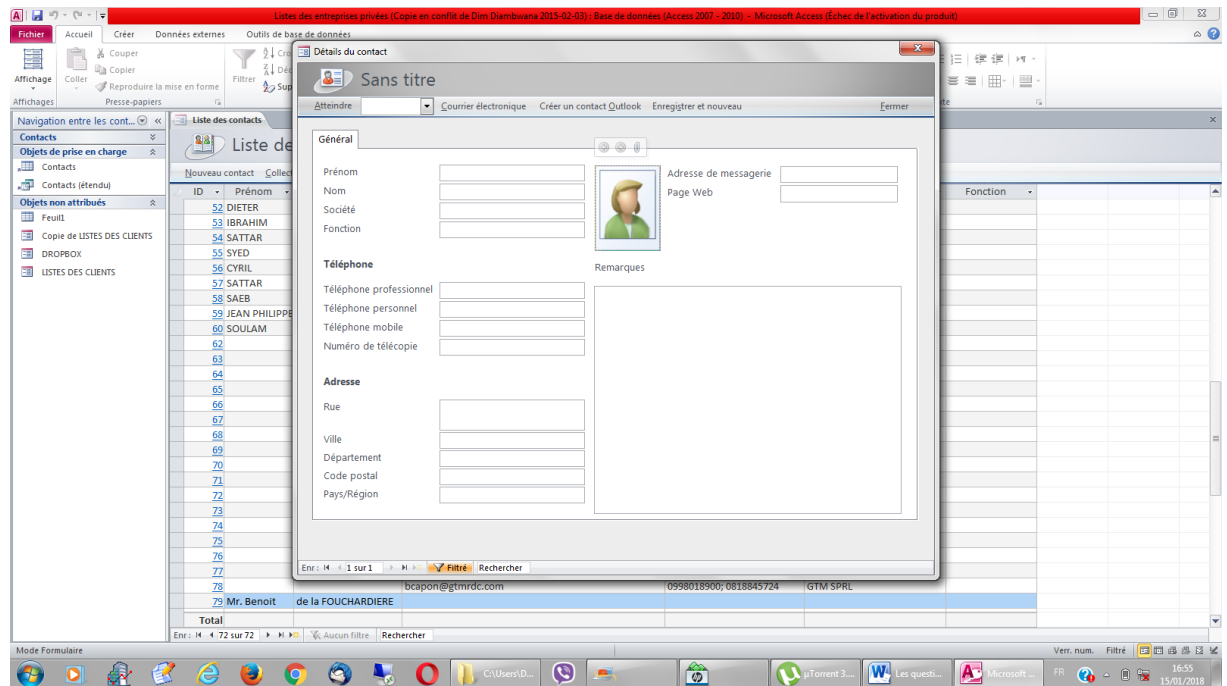 Listes des entreprises privées (Copie en conflit de Dim Diambwana 2015-02-03) : Base de données (Access 2007 - 2010) - Microsoft Access (Échec de l'activation du produit)
Fichier Accueil Créer Données externes Outils de base de données
Affichage
Coller
Couper
Copier
Reproduire la mise en forme
Filtrer
Affichages Presse-papiers
Navigation entre les cont...
Contacts
Objets de prise en charge
Contacts
Contacts (étendu)
Objets non attribués
Feuil1
Copie de LISTES DES CLIENTS
DROPBOX
LISTES DES CLIENTS
Liste des contacts
Liste de
Nouveau contact Collec
ID Prénom Fonction
52 DIETER
53 IBRAHIM
54 SATTAR
55 SYED
56 CYRIL
57 SATTAR
58 SAEB
59 JEAN PHILIPPE
60 SOULAM
62
63
64
65
66
67
68
69
70
71
72
73
74
75
76
77
78 bcapon@gtmrdc.com 0998018900; 0818845724 GTM SPRL
79 Mr. Benoit de la FOUCHARDIERE
Total
Enr : 72 sur 72 Aucun filtre Rechercher
Détails du contact
Sans titre
Atteindre Courrier électronique Créer un contact Outlook Enregistrer et nouveau Fermer
Général
Prénom
Nom
Société
Fonction
Téléphone
Téléphone professionnel
Téléphone personnel
Téléphone mobile
Numéro de télécopie
Adresse
Rue
Ville
Département
Code postal
Pays/Région
Adresse de messagerie
Page Web
Remarques
Enr : 1 sur 1 Filtré Rechercher
Mode Formulaire Verr. num. Filtré
C:\Users\D... µTorrent 3.... Les questi... Microsoft ... FR 16:55
15/01/2018